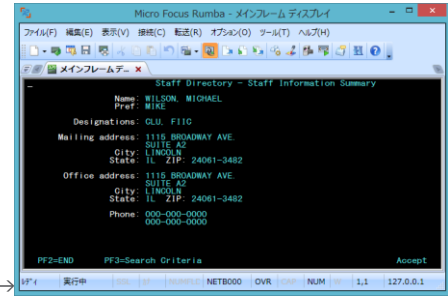 Micro Focus Rumba - メインフレーム ディスプレイ
ファイル(F) 編集(E) 表示(V) 接続(C) 転送(R) オプション(O) ツール(T) ヘルプ(H)
メインフレームデ...
Staff Directory - Staff Information Summary
Name: WILSON, MICHAEL
Pref: MIKE
Designations: CLU, FIIC
Mailing address: 1115 BROADWAY AVE.
SUITE A2
City: LINCOLN
State: IL ZIP: 24061-3482
Office address: 1115 BROADWAY AVE.
SUITE A2
City: LINCOLN
State: IL ZIP: 24061-3482
Phone: 000-000-0000
000-000-0000
PF2=END PF3=Search Criteria Accept
→ ﾚﾃﾞｨ 実行中 NETB000 OVR NUM 1,1 127.0.0.1